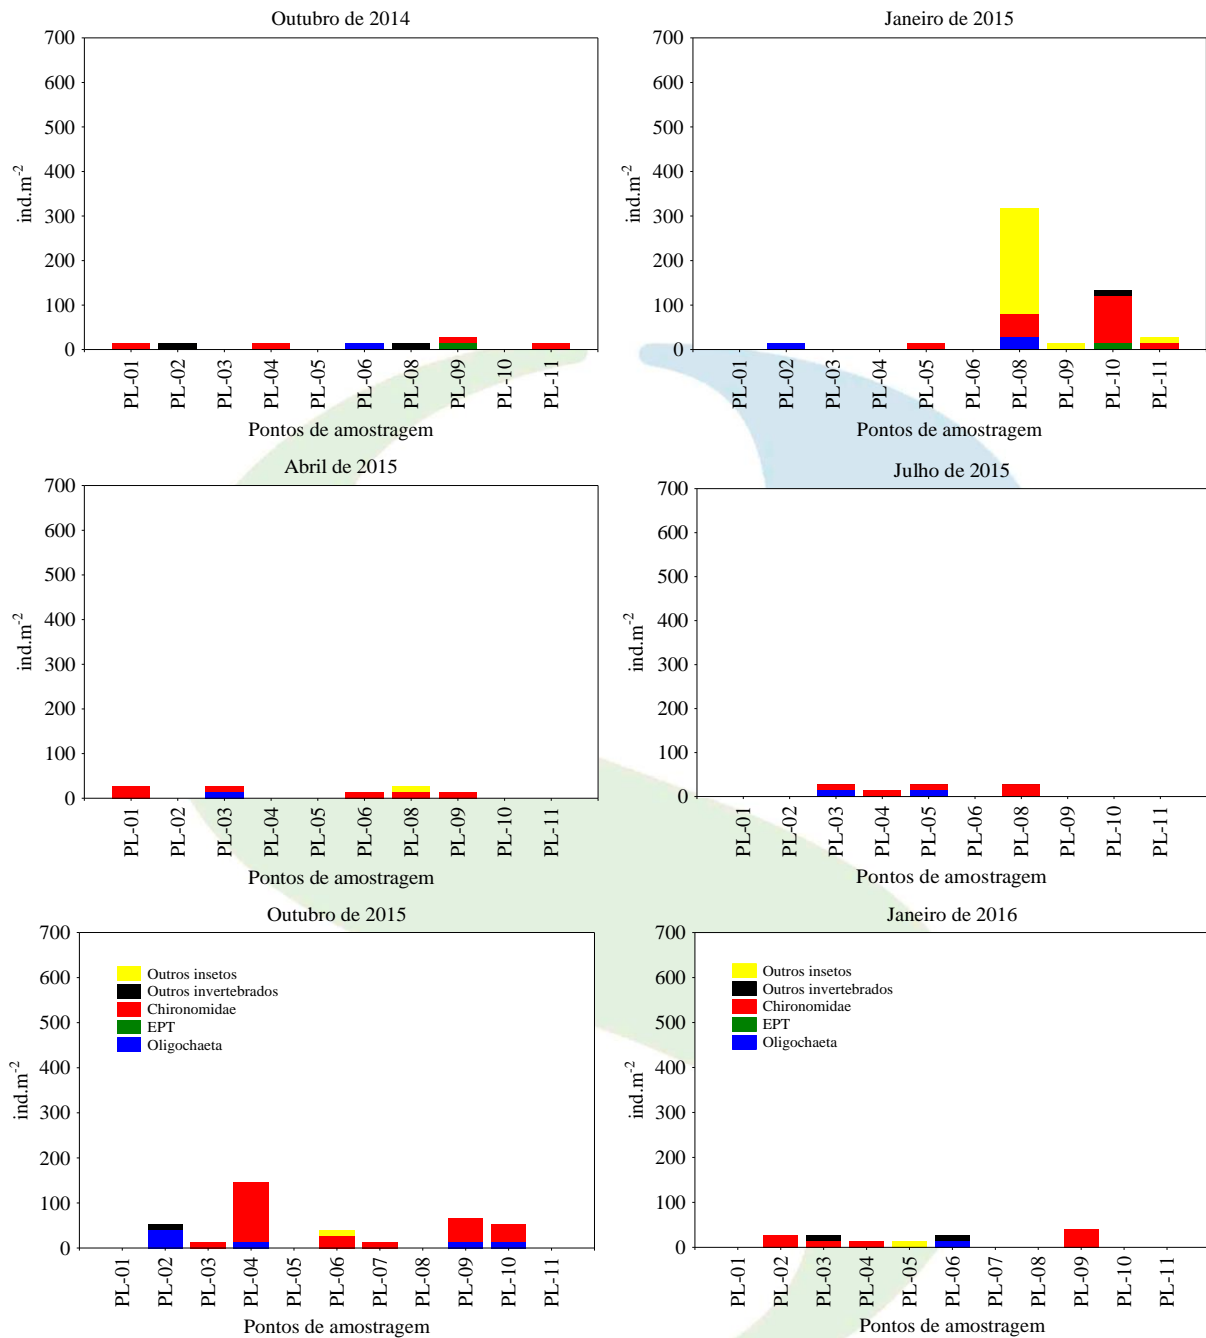 Outubro de 2014
700
600
500
400
300
200
100
0
ind.m-2
PL-01
PL-02
PL-03
PL-04
PL-05
PL-06
PL-08
PL-09
PL-10
PL-11
Pontos de amostragem
Janeiro de 2015
700
600
500
400
300
200
100
0
ind.m-2
PL-01
PL-02
PL-03
PL-04
PL-05
PL-06
PL-08
PL-09
PL-10
PL-11
Pontos de amostragem
Abril de 2015
700
600
500
400
300
200
100
0
ind.m-2
PL-01
PL-02
PL-03
PL-04
PL-05
PL-06
PL-08
PL-09
PL-10
PL-11
Pontos de amostragem
Julho de 2015
700
600
500
400
300
200
100
0
ind.m-2
PL-01
PL-02
PL-03
PL-04
PL-05
PL-06
PL-08
PL-09
PL-10
PL-11
Pontos de amostragem
Outubro de 2015
700
600
500
400
300
200
100
0
ind.m-2
Outros insetos
Outros invertebrados
Chironomidae
EPT
Oligochaeta
PL-01
PL-02
PL-03
PL-04
PL-05
PL-06
PL-07
PL-08
PL-09
PL-10
PL-11
Pontos de amostragem
Janeiro de 2016
700
600
500
400
300
200
100
0
ind.m-2
Outros insetos
Outros invertebrados
Chironomidae
EPT
Oligochaeta
PL-01
PL-02
PL-03
PL-04
PL-05
PL-06
PL-07
PL-08
PL-09
PL-10
PL-11
Pontos de amostragem